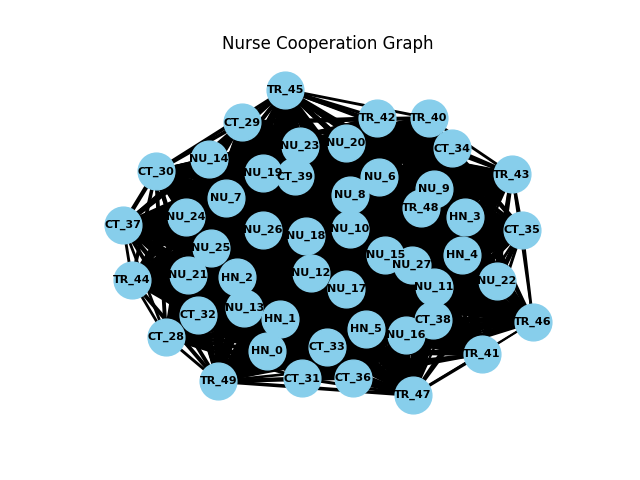 Nurse Cooperation Graph
TR_45
TR_42
TR_40
CT_29
NU_23
NU_20
CT_34
NU_14
CT_30
NU_19
CT_39
NU_6
TR_43
NU_7
NU_8
NU_9
TR_48
NU_24
HN_3
CT_37
NU_26
NU_18
NU_10
CT_35
NU_25
NU_15
HN_4
NU_27
TR_44
NU_21
HN_2
NU_12
NU_22
NU_17
NU_11
NU_13
CT_32
HN_1
CT_38
TR_46
CT_28
HN_5
NU_16
HN_0
CT_33
TR_41
TR_49
CT_31
CT_36
TR_47